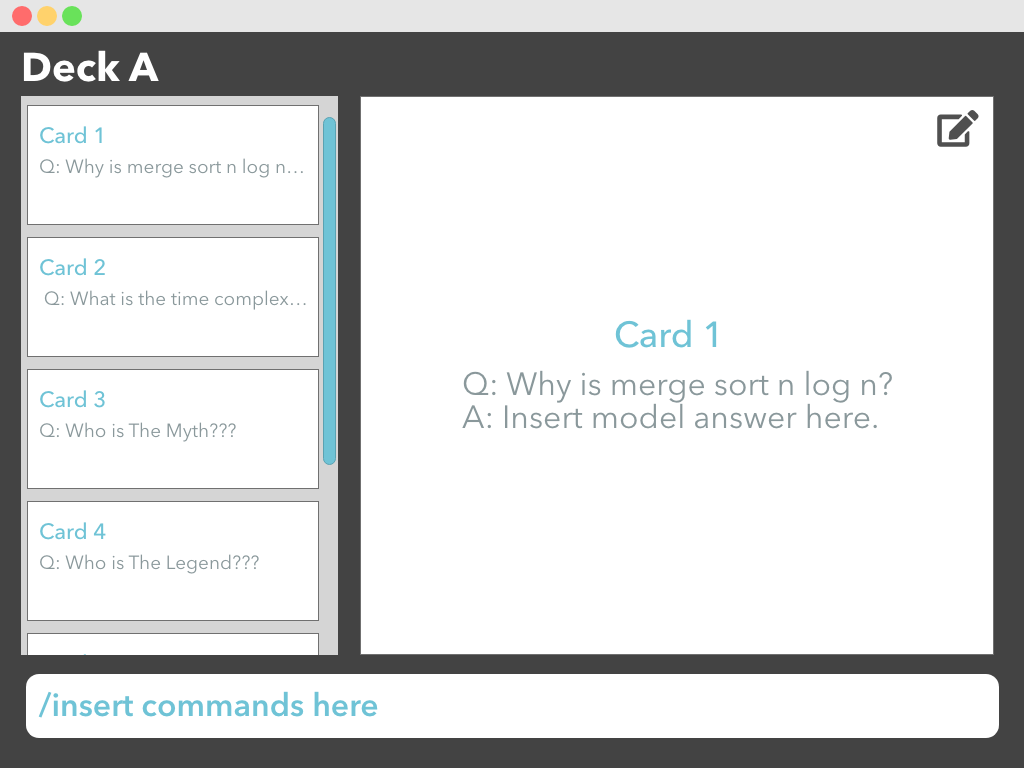 Deck A
Card 1
Q: Why is merge sort n log n...
Card 2
Q: What is the time complex...
Card 3
Q: Who is The Myth???
Card 4
Q: Who is The Legend???
Card 1
Q: Why is merge sort n log n?
A: Insert model answer here.
/insert commands here